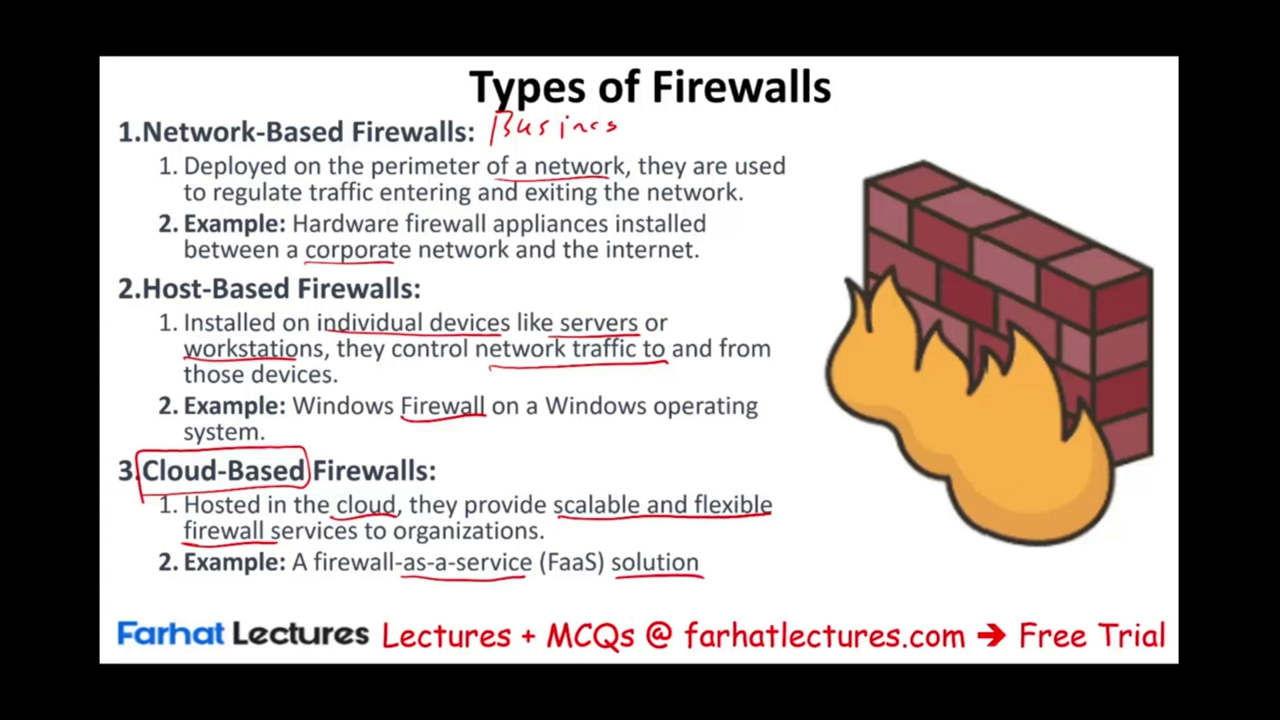 Types of Firewalls
1.Network-Based Firewalls: Busines
1. Deployed on the perimeter of a network, they are used
to regulate traffic entering and exiting the network.
2. Example: Hardware firewall appliances installed
between a corporate network and the internet.
2.Host-Based Firewalls:
1. Installed on individual devices like servers or
workstations, they control network traffic to and from
those devices.
2. Example: Windows Firewall on a Windows operating
system.
3.Cloud-Based Firewalls:
1. Hosted in the cloud, they provide scalable and flexible
firewall services to organizations.
2. Example: A firewall-as-a-service (FaaS) solution
Farhat Lectures Lectures + MCQs @ farhatlectures.com → Free Trial